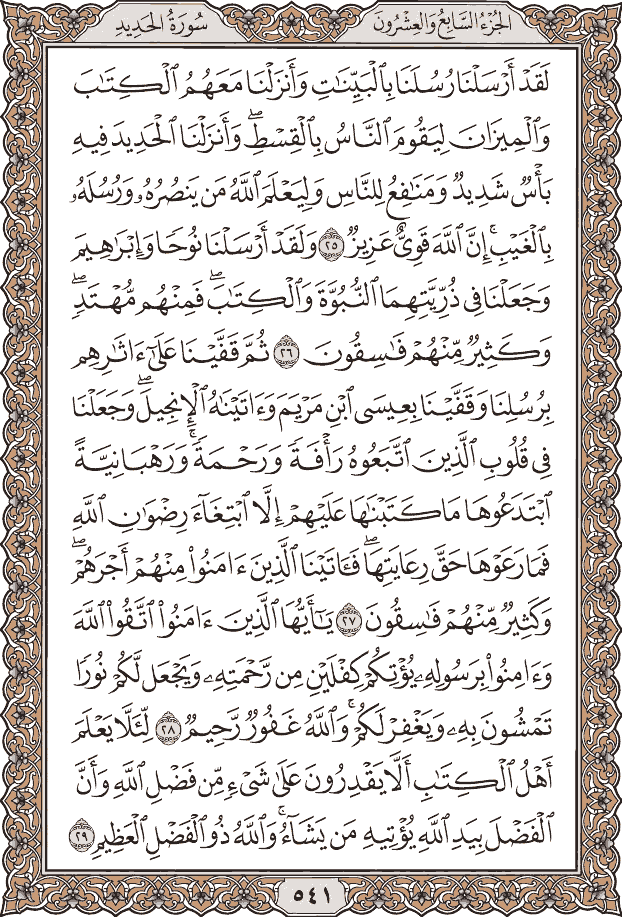 الجُزْءُ السَّابِعُ وَالعِشْرُونَ
سُورَةُ الحَدِيدِ
لَقَدْ أَرْسَلْنَا رُسُلَنَا بِٱلْبَيِّنَٰتِ وَأَنزَلْنَا مَعَهُمُ ٱلْكِتَٰبَ
وَٱلْمِيزَانَ لِيَقُومَ ٱلنَّاسُ بِٱلْقِسْطِۖ وَأَنزَلْنَا ٱلْحَدِيدَ فِيهِ
بَأْسٌ شَدِيدٌ وَمَنَٰفِعُ لِلنَّاسِ وَلِيَعْلَمَ ٱللَّهُ مَن يَنصُرُهُۥ وَرُسُلَهُۥ
بِٱلْغَيْبِۚ إِنَّ ٱللَّهَ قَوِىٌّ عَزِيزٌ ٢٥ وَلَقَدْ أَرْسَلْنَا نُوحًا وَإِبْرَٰهِيمَ
وَجَعَلْنَا فِى ذُرِّيَّتِهِمَا ٱلنُّبُوَّةَ وَٱلْكِتَٰبَۖ فَمِنْهُم مُّهْتَدٍۖ
وَكَثِيرٌ مِّنْهُمْ فَٰسِقُونَ ٢٦ ثُمَّ قَفَّيْنَا عَلَىٰٓ ءَاثَٰرِهِم
بِرُسُلِنَا وَقَفَّيْنَا بِعِيسَى ٱبْنِ مَرْيَمَ وَءَاتَيْنَٰهُ ٱلْإِنجِيلَۖ وَجَعَلْنَا
فِى قُلُوبِ ٱلَّذِينَ ٱتَّبَعُوهُ رَأْفَةً وَرَحْمَةًۚ وَرَهْبَانِيَّةً
ٱبْتَدَعُوهَا مَا كَتَبْنَٰهَا عَلَيْهِمْ إِلَّا ٱبْتِغَآءَ رِضْوَٰنِ ٱللَّهِ
فَمَا رَعَوْهَا حَقَّ رِعَايَتِهَاۖ فَـَٔاتَيْنَا ٱلَّذِينَ ءَامَنُوا۟ مِنْهُمْ أَجْرَهُمْۖ
وَكَثِيرٌ مِّنْهُمْ فَٰسِقُونَ ٢٧ يَٰٓأَيُّهَا ٱلَّذِينَ ءَامَنُوا۟ ٱتَّقُوا۟ ٱللَّهَ
وَءَامِنُوا۟ بِرَسُولِهِۦ يُؤْتِكُمْ كِفْلَيْنِ مِن رَّحْمَتِهِۦ وَيَجْعَل لَّكُمْ نُورًا
تَمْشُونَ بِهِۦ وَيَغْفِرْ لَكُمْۚ وَٱللَّهُ غَفُورٌ رَّحِيمٌ ٢٨ لِّئَلَّا يَعْلَمَ
أَهْلُ ٱلْكِتَٰبِ أَلَّا يَقْدِرُونَ عَلَىٰ شَىْءٍ مِّن فَضْلِ ٱللَّهِ وَأَنَّ
ٱلْفَضْلَ بِيَدِ ٱللَّهِ يُؤْتِيهِ مَن يَشَآءُۚ وَٱللَّهُ ذُو ٱلْفَضْلِ ٱلْعَظِيمِ ٢٩
٥٤١